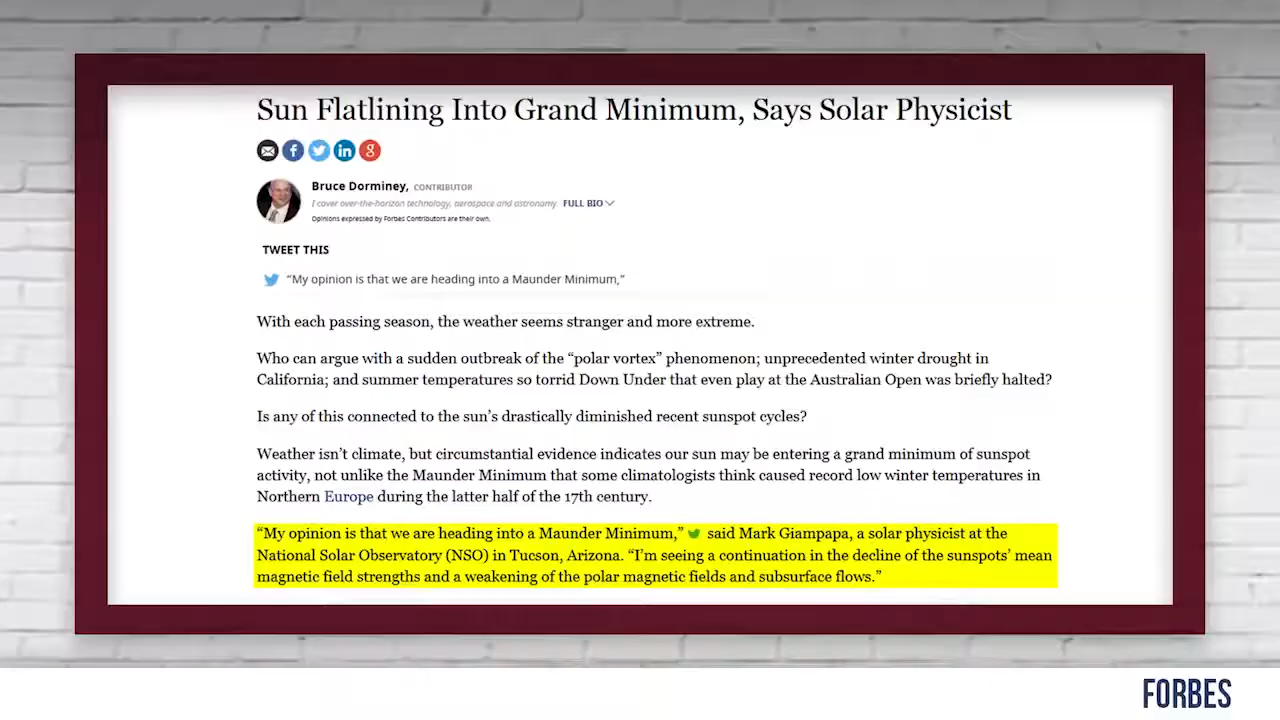 Sun Flatlining Into Grand Minimum, Says Solar Physicist
Bruce Dorminey, CONTRIBUTOR
I cover over-the-horizon technology, aerospace and astronomy. FULL BIO
Opinions expressed by Forbes Contributors are their own.
TWEET THIS
“My opinion is that we are heading into a Maunder Minimum,”
With each passing season, the weather seems stranger and more extreme.
Who can argue with a sudden outbreak of the “polar vortex” phenomenon; unprecedented winter drought in
California; and summer temperatures so torrid Down Under that even play at the Australian Open was briefly halted?
Is any of this connected to the sun’s drastically diminished recent sunspot cycles?
Weather isn’t climate, but circumstantial evidence indicates our sun may be entering a grand minimum of sunspot
activity, not unlike the Maunder Minimum that some climatologists think caused record low winter temperatures in
Northern Europe during the latter half of the 17th century.
“My opinion is that we are heading into a Maunder Minimum,” said Mark Giampapa, a solar physicist at the
National Solar Observatory (NSO) in Tucson, Arizona. “I’m seeing a continuation in the decline of the sunspots’ mean
magnetic field strengths and a weakening of the polar magnetic fields and subsurface flows.”
FORBES